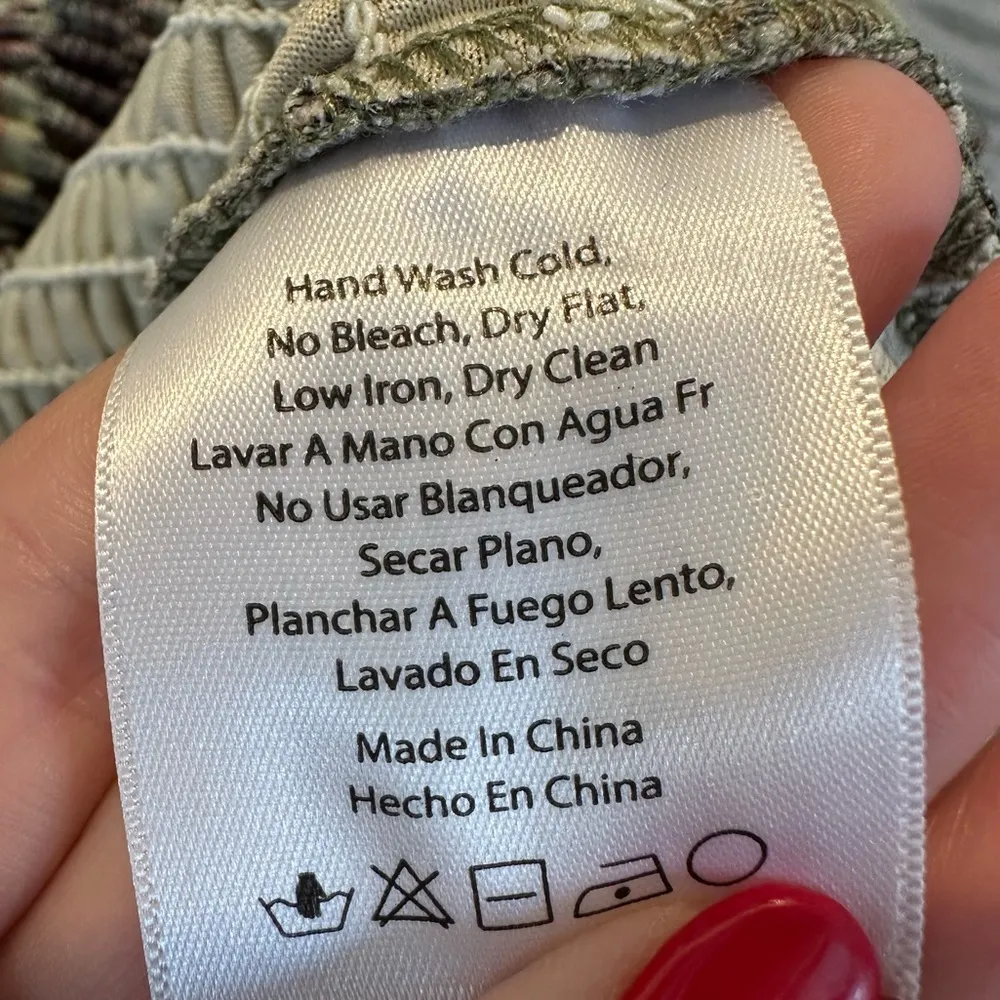 Hand Wash Cold,
No Bleach, Dry Flat,
Low Iron, Dry Clean
Lavar A Mano Con Agua Fr
No Usar Blanqueador,
Secar Plano,
Planchar A Fuego Lento,
Lavado En Seco
Made In China
Hecho En China